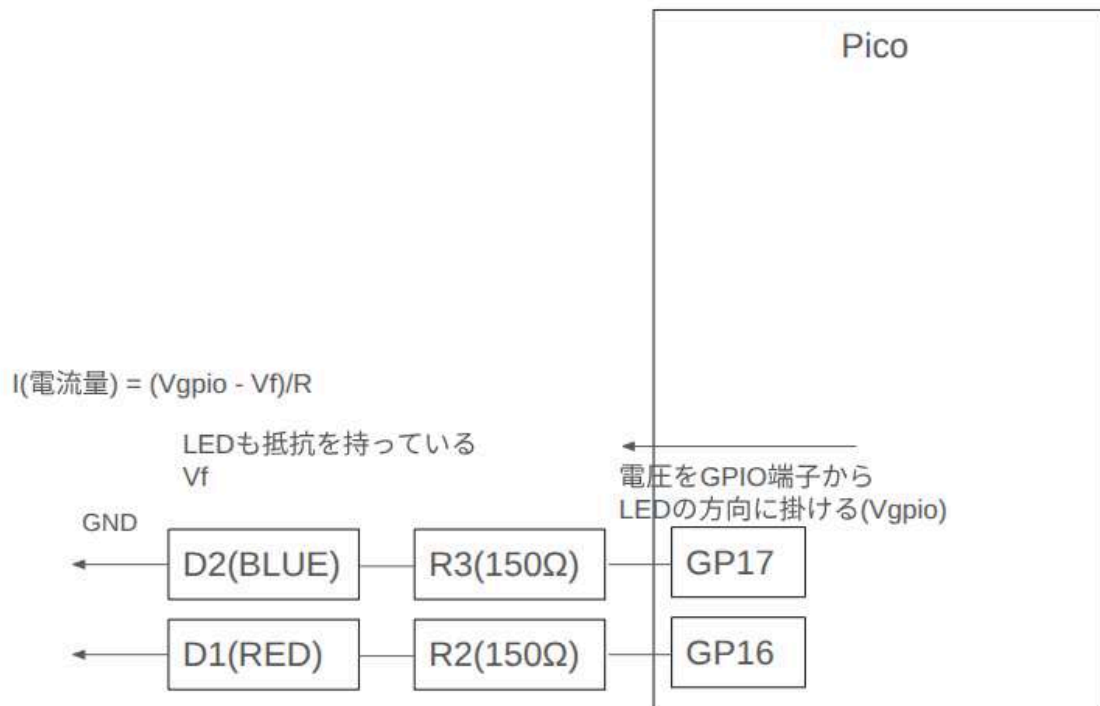 Pico
I(電流量) = (Vgpio - Vf)/R
LEDも抵抗を持っている
Vf
電圧をGPIO端子から
LEDの方向に掛ける(Vgpio)
GND
D2(BLUE)
R3(150Ω)
GP17
D1(RED)
R2(150Ω)
GP16